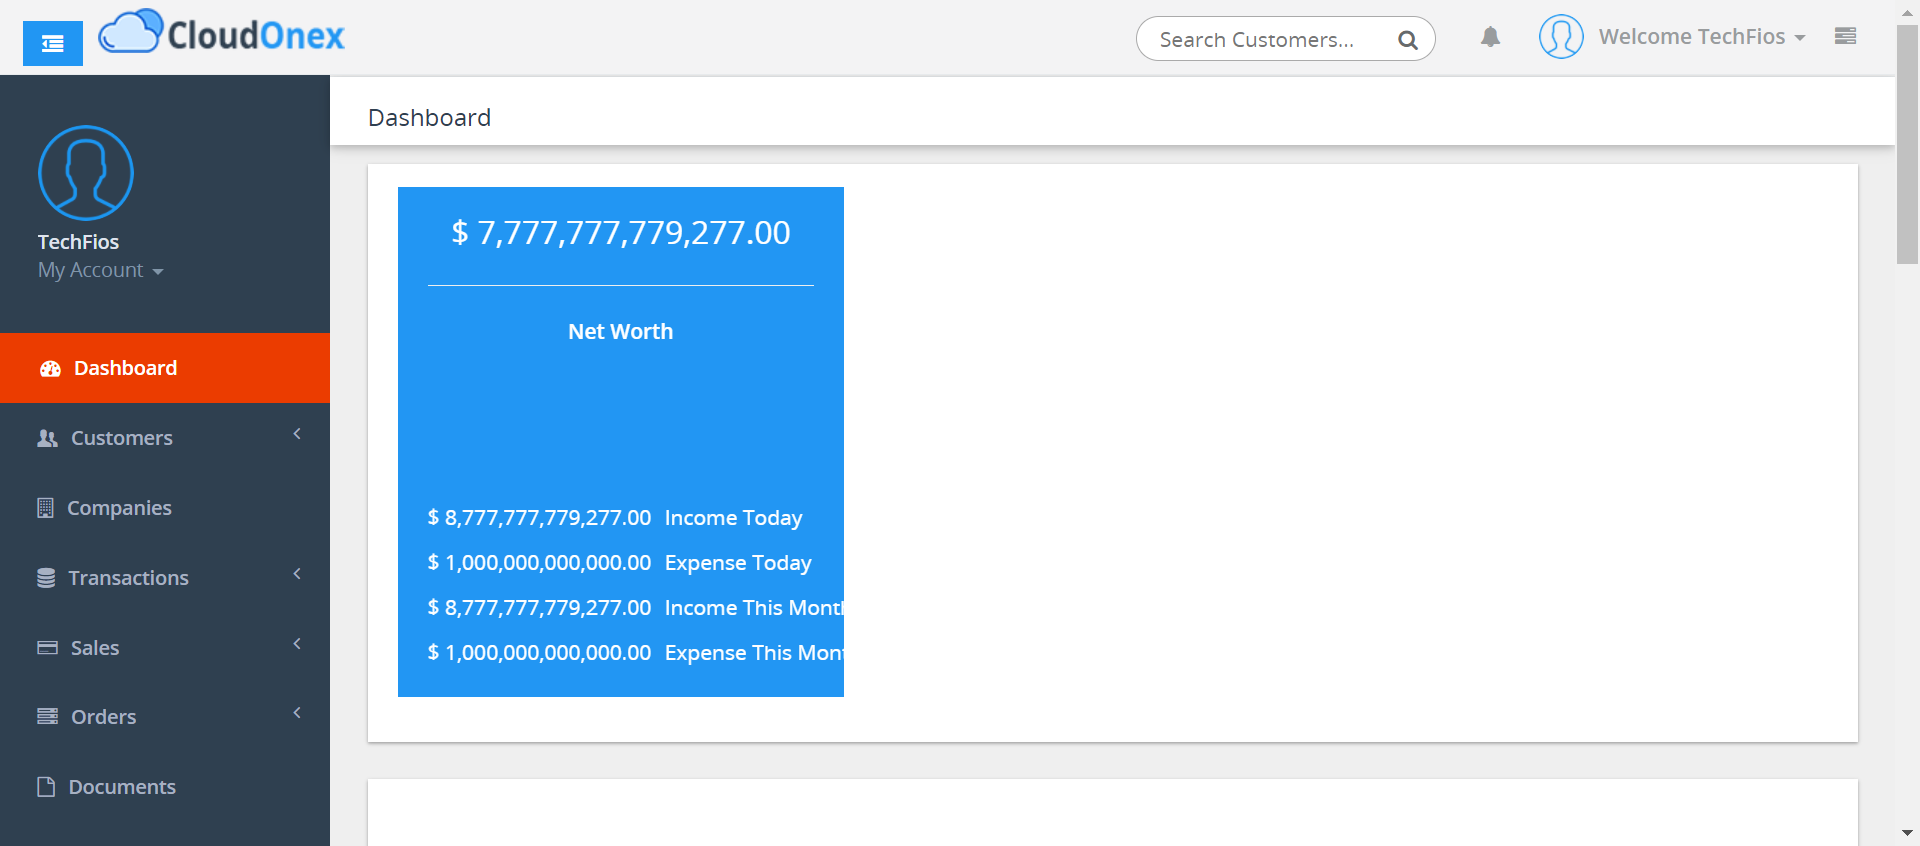 CloudOnex
Search Customers...
Welcome TechFios
TechFios
My Account
Dashboard
Customers
Companies
Transactions
Sales
Orders
Documents
Dashboard
$ 7,777,777,779,277.00
Net Worth
$ 8,777,777,779,277.00 Income Today
$ 1,000,000,000,000.00 Expense Today
$ 8,777,777,779,277.00 Income This Month
$ 1,000,000,000,000.00 Expense This Mont